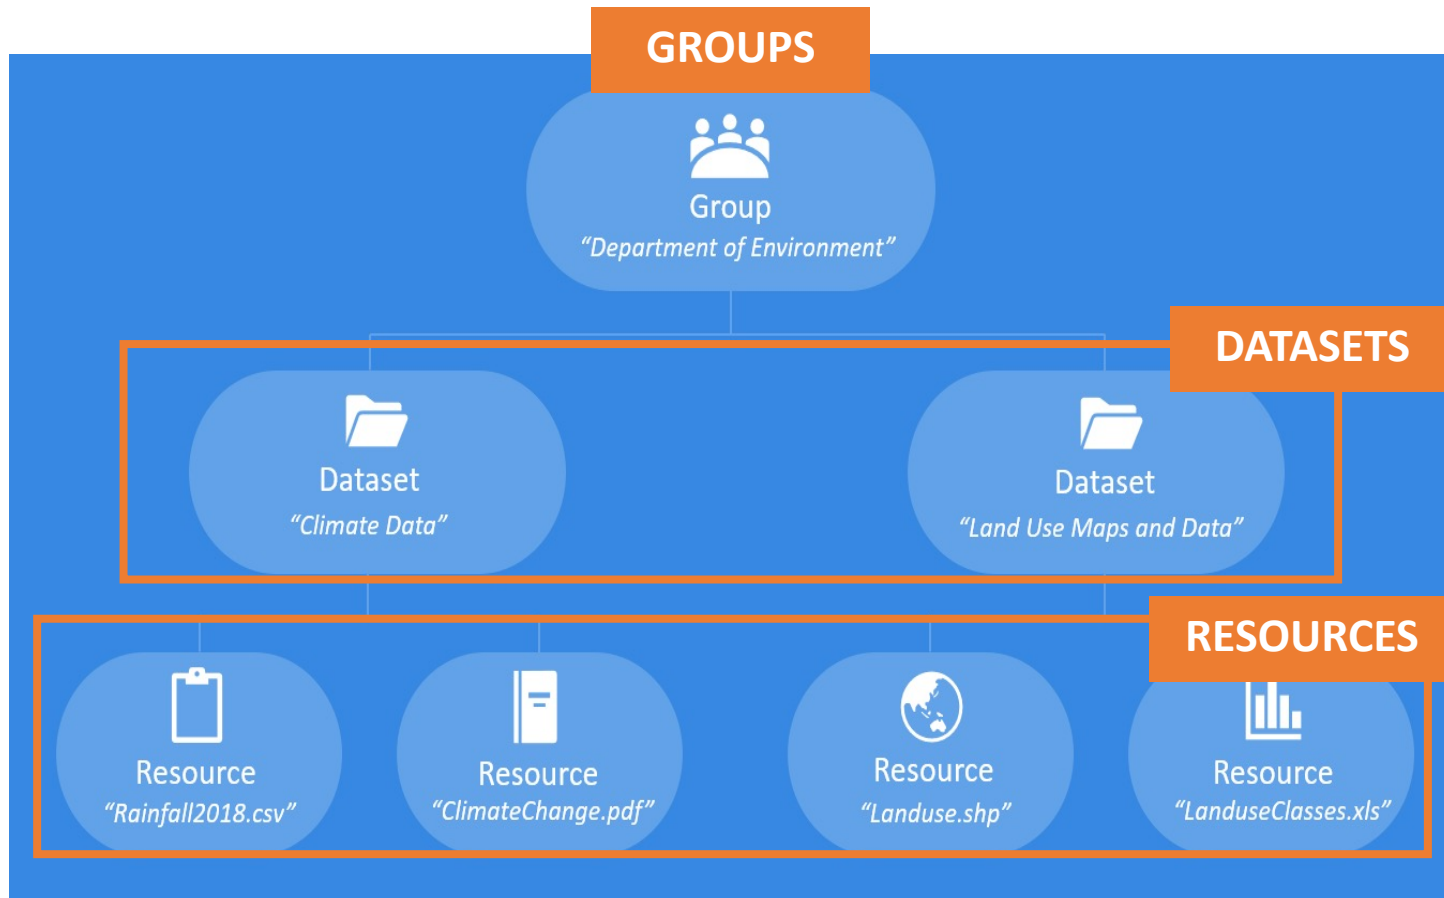 GROUPS
Group
“Department of Environment”
DATASETS
Dataset
“Climate Data”
Dataset
“Land Use Maps and Data”
RESOURCES
Resource
“Rainfall2018.csv”
Resource
“ClimateChange.pdf”
Resource
“Landuse.shp”
Resource
“LanduseClasses.xls”